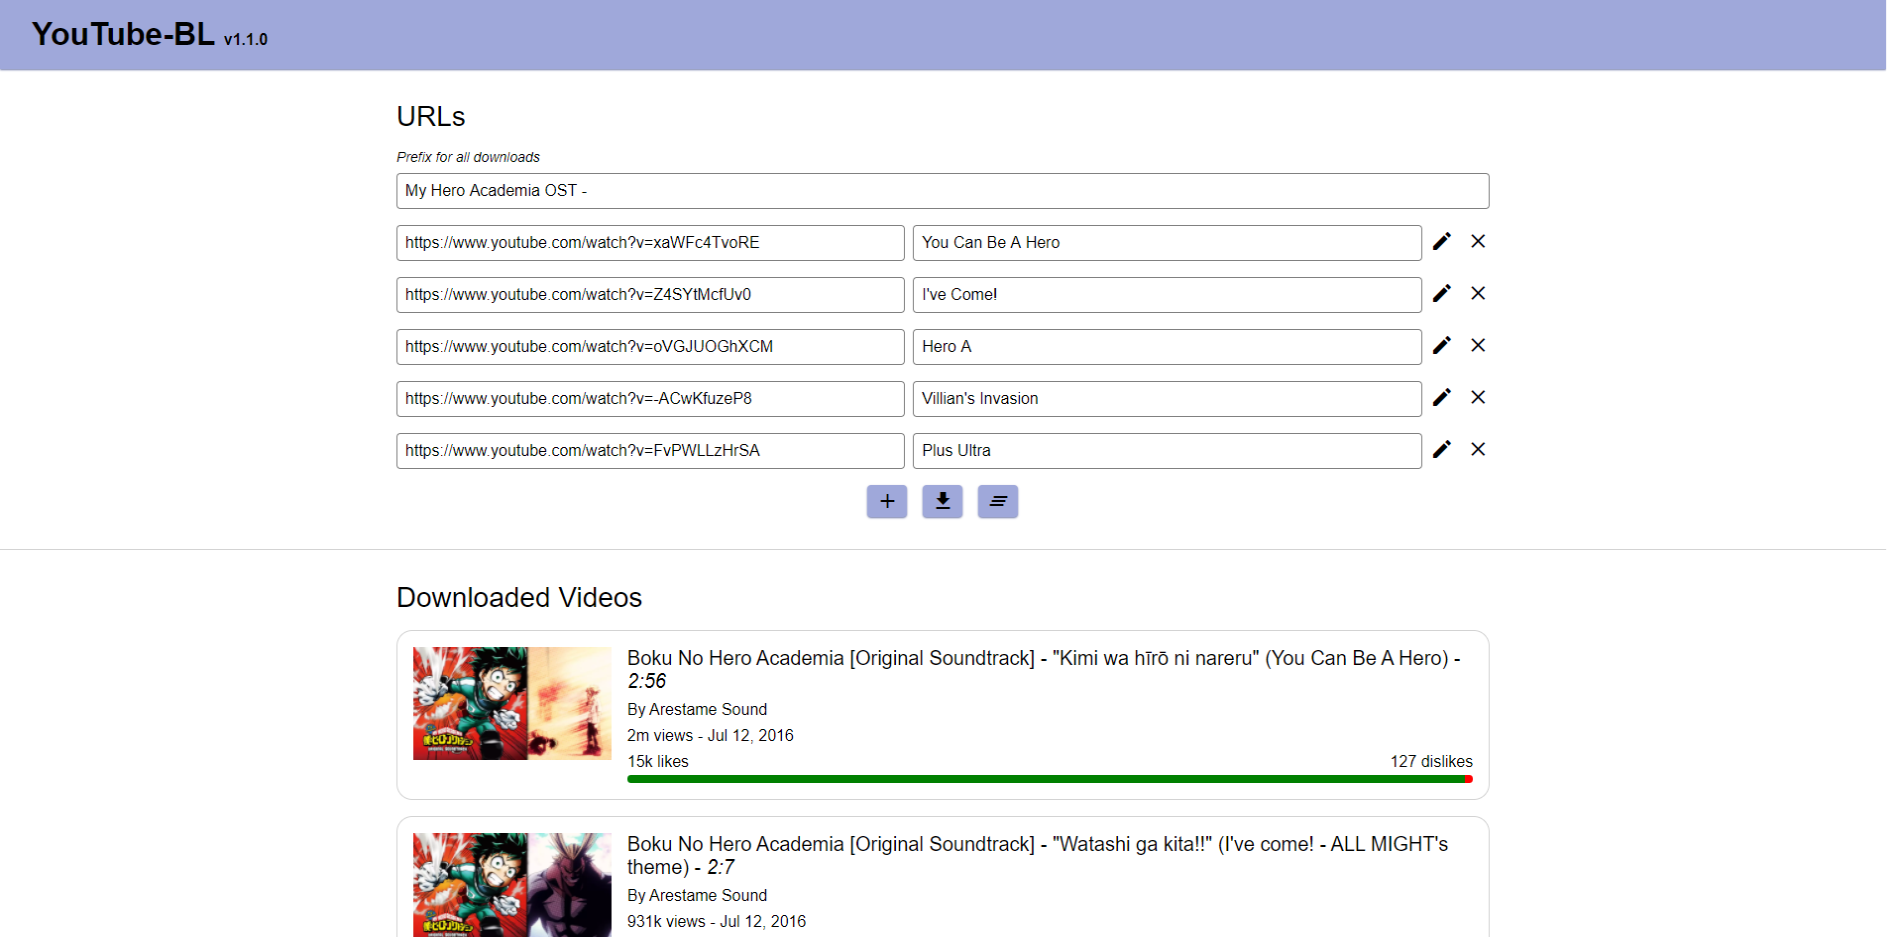 YouTube-BL v1.1.0
URLs
Prefix for all downloads
My Hero Academia OST -
https://www.youtube.com/watch?v=xaWFc4TvoRE You Can Be A Hero
https://www.youtube.com/watch?v=Z4SYtMcfUv0 I've Come!
https://www.youtube.com/watch?v=oVGJUOGhXCM Hero A
https://www.youtube.com/watch?v=-ACwKfuzeP8 Villian's Invasion
https://www.youtube.com/watch?v=FvPWLLzHrSA Plus Ultra
Downloaded Videos
Boku No Hero Academia [Original Soundtrack] - "Kimi wa hīrō ni nareru" (You Can Be A Hero) -
2:56
By Arestame Sound
2m views - Jul 12, 2016
15k likes 127 dislikes
Boku No Hero Academia [Original Soundtrack] - "Watashi ga kita!!" (I've come! - ALL MIGHT's
theme) - 2:7
By Arestame Sound
931k views - Jul 12, 2016